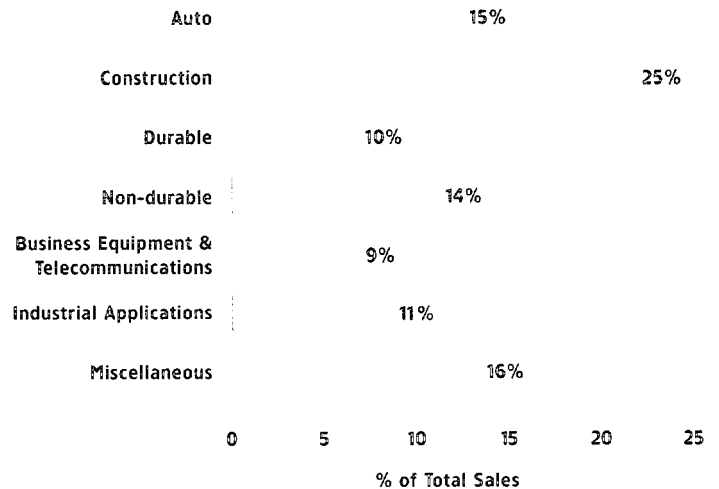 Auto 15%
Construction 25%
Durable 10%
Non-durable 14%
Business Equipment &
Telecommunications 9%
Industrial Applications 11%
Miscellaneous 16%
0 5 10 15 20 25
% of Total Sales